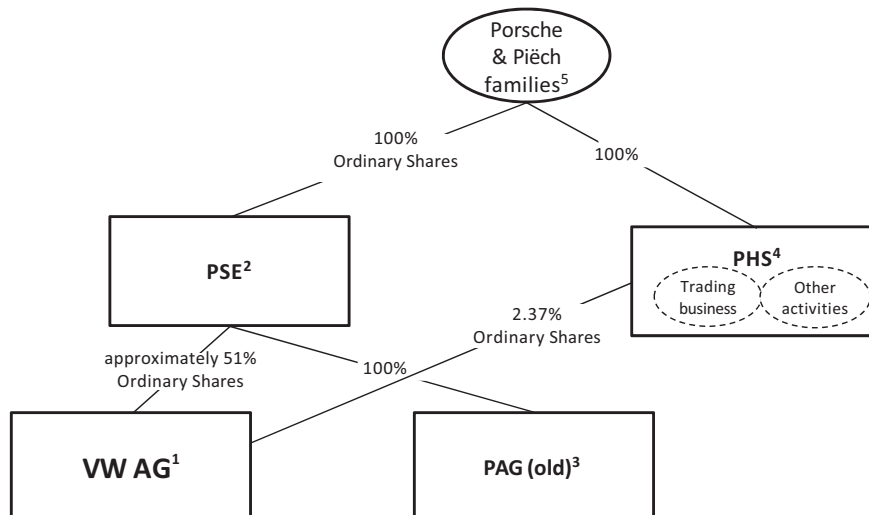 Porsche
& Piëch
families⁵
100%
Ordinary Shares
100%
PSE²
PHS⁴
Trading
business
Other
activities
2.37%
Ordinary Shares
approximately 51%
Ordinary Shares
100%
VW AG¹
PAG (old)³